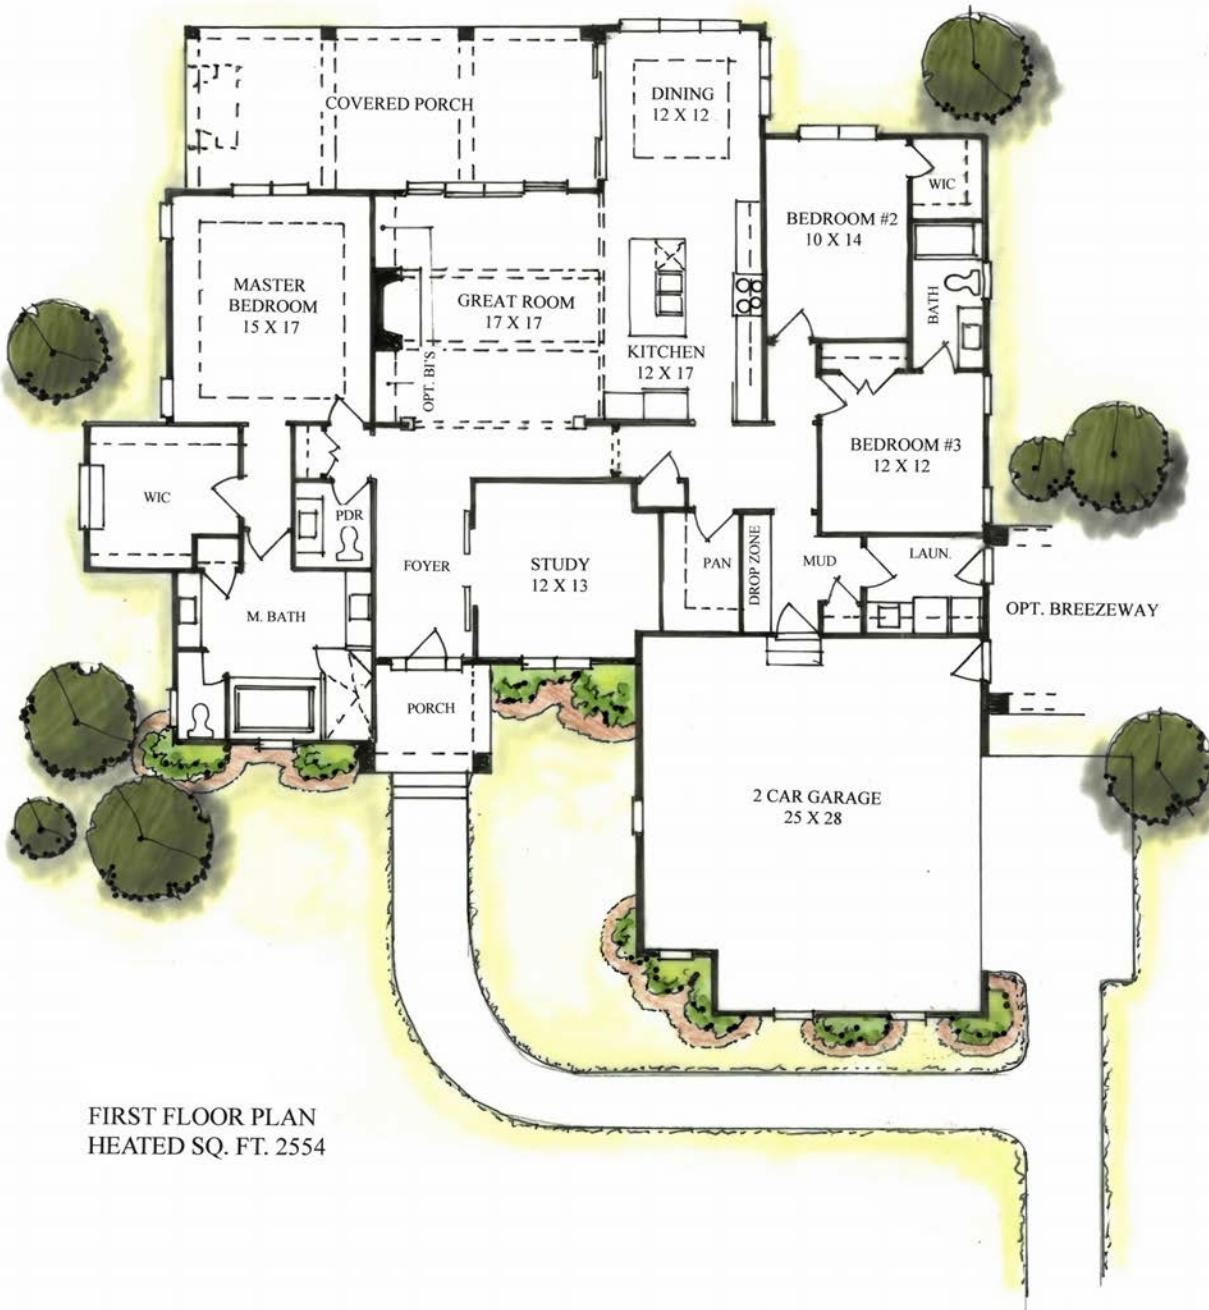 COVERED PORCH
DINING
12 X 12
WIC
BEDROOM #2
10 X 14
MASTER
BEDROOM
15 X 17
GREAT ROOM
17 X 17
BATH
KITCHEN
12 X 17
OPT. BI'S
BEDROOM #3
12 X 12
WIC
PDR
FOYER
STUDY
12 X 13
PAN
DROP ZONE
MUD
LAUN.
OPT. BREEZEWAY
M. BATH
PORCH
2 CAR GARAGE
25 X 28
FIRST FLOOR PLAN
HEATED SQ. FT. 2554